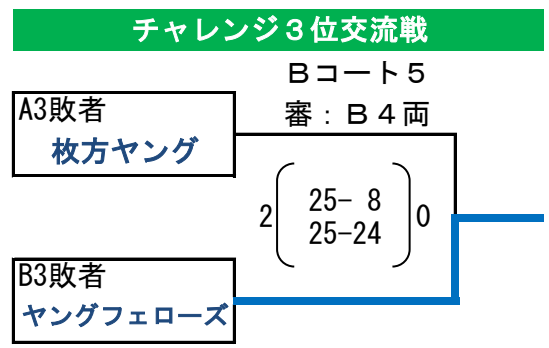 チャレンジ３位交流戦
Ｂコート５
審：Ｂ４両
A3敗者
枚方ヤング
2 25- 8 0
25-24
B3敗者
ヤングフェローズ